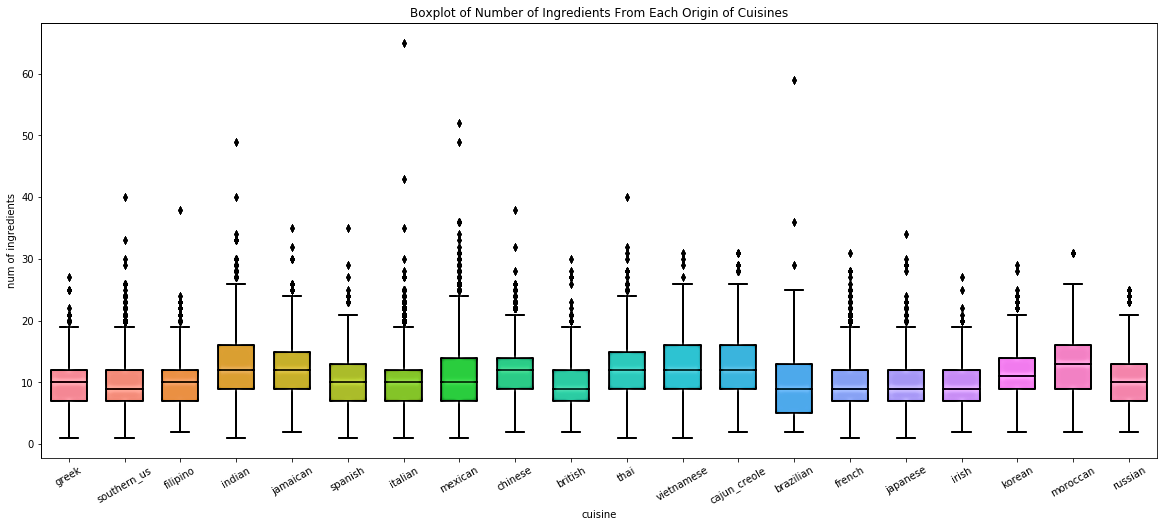 Boxplot of Number of Ingredients From Each Origin of Cuisines
num of ingredients
60
50
40
30
20
10
0
greek
southern_us
filipino
indian
jamaican
spanish
italian
mexican
chinese
british
thai
vietnamese
cajun_creole
brazilian
french
japanese
irish
korean
moroccan
russian
cuisine